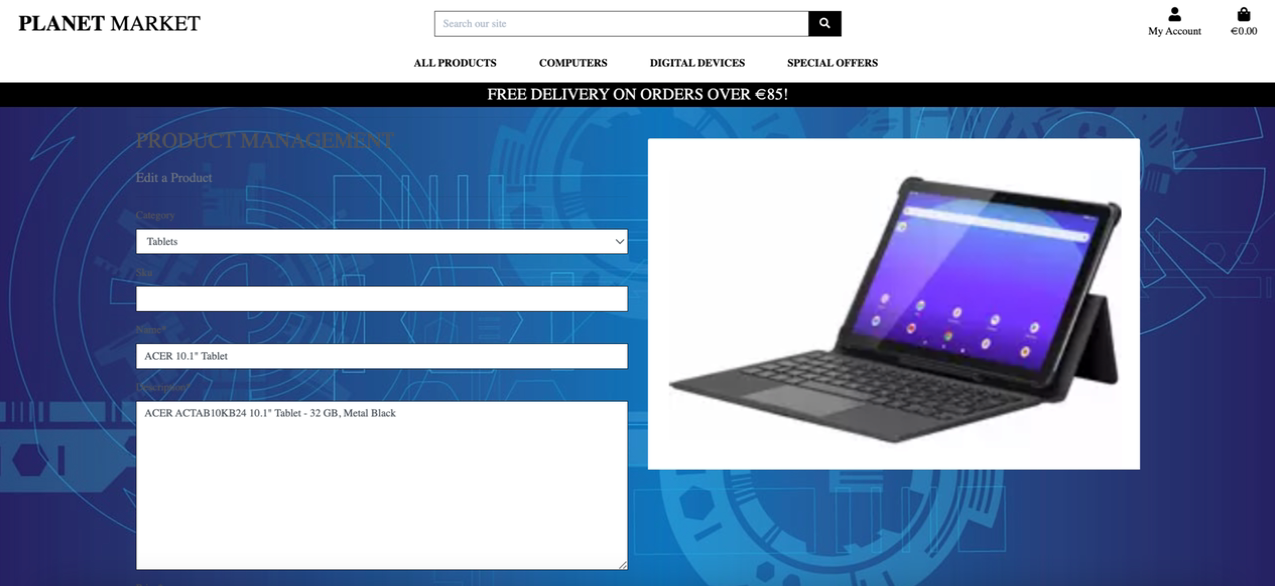 PLANET MARKET
Search our site
My Account
€0.00
ALL PRODUCTS
COMPUTERS
DIGITAL DEVICES
SPECIAL OFFERS
FREE DELIVERY ON ORDERS OVER €85!
PRODUCT MANAGEMENT
Edit a Product
Category
Tablets
Sku
Name*
ACER 10.1" Tablet
Description*
ACER ACTAB10KB24 10.1" Tablet - 32 GB, Metal Black